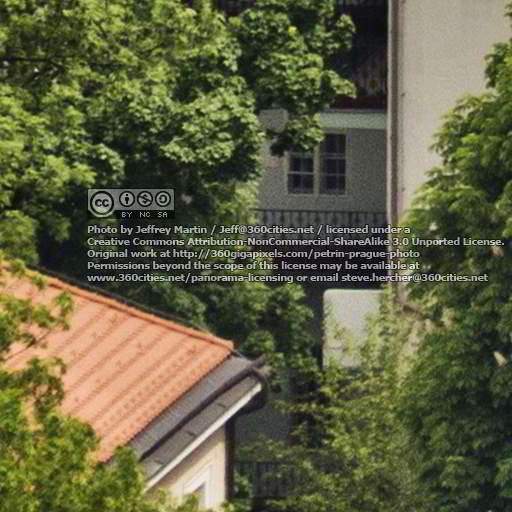 cc
BY NC SA
Photo by Jeffrey Martin / Jeff@360cities.net / licensed under a
Creative Commons Attribution-NonCommercial-ShareAlike 3.0 Unported License.
Original work at http://360gigapixels.com/petrin-prague-photo
Permissions beyond the scope of this license may be available at
www.360cities.net/panorama-licensing or email steve.hercher@360cities.net